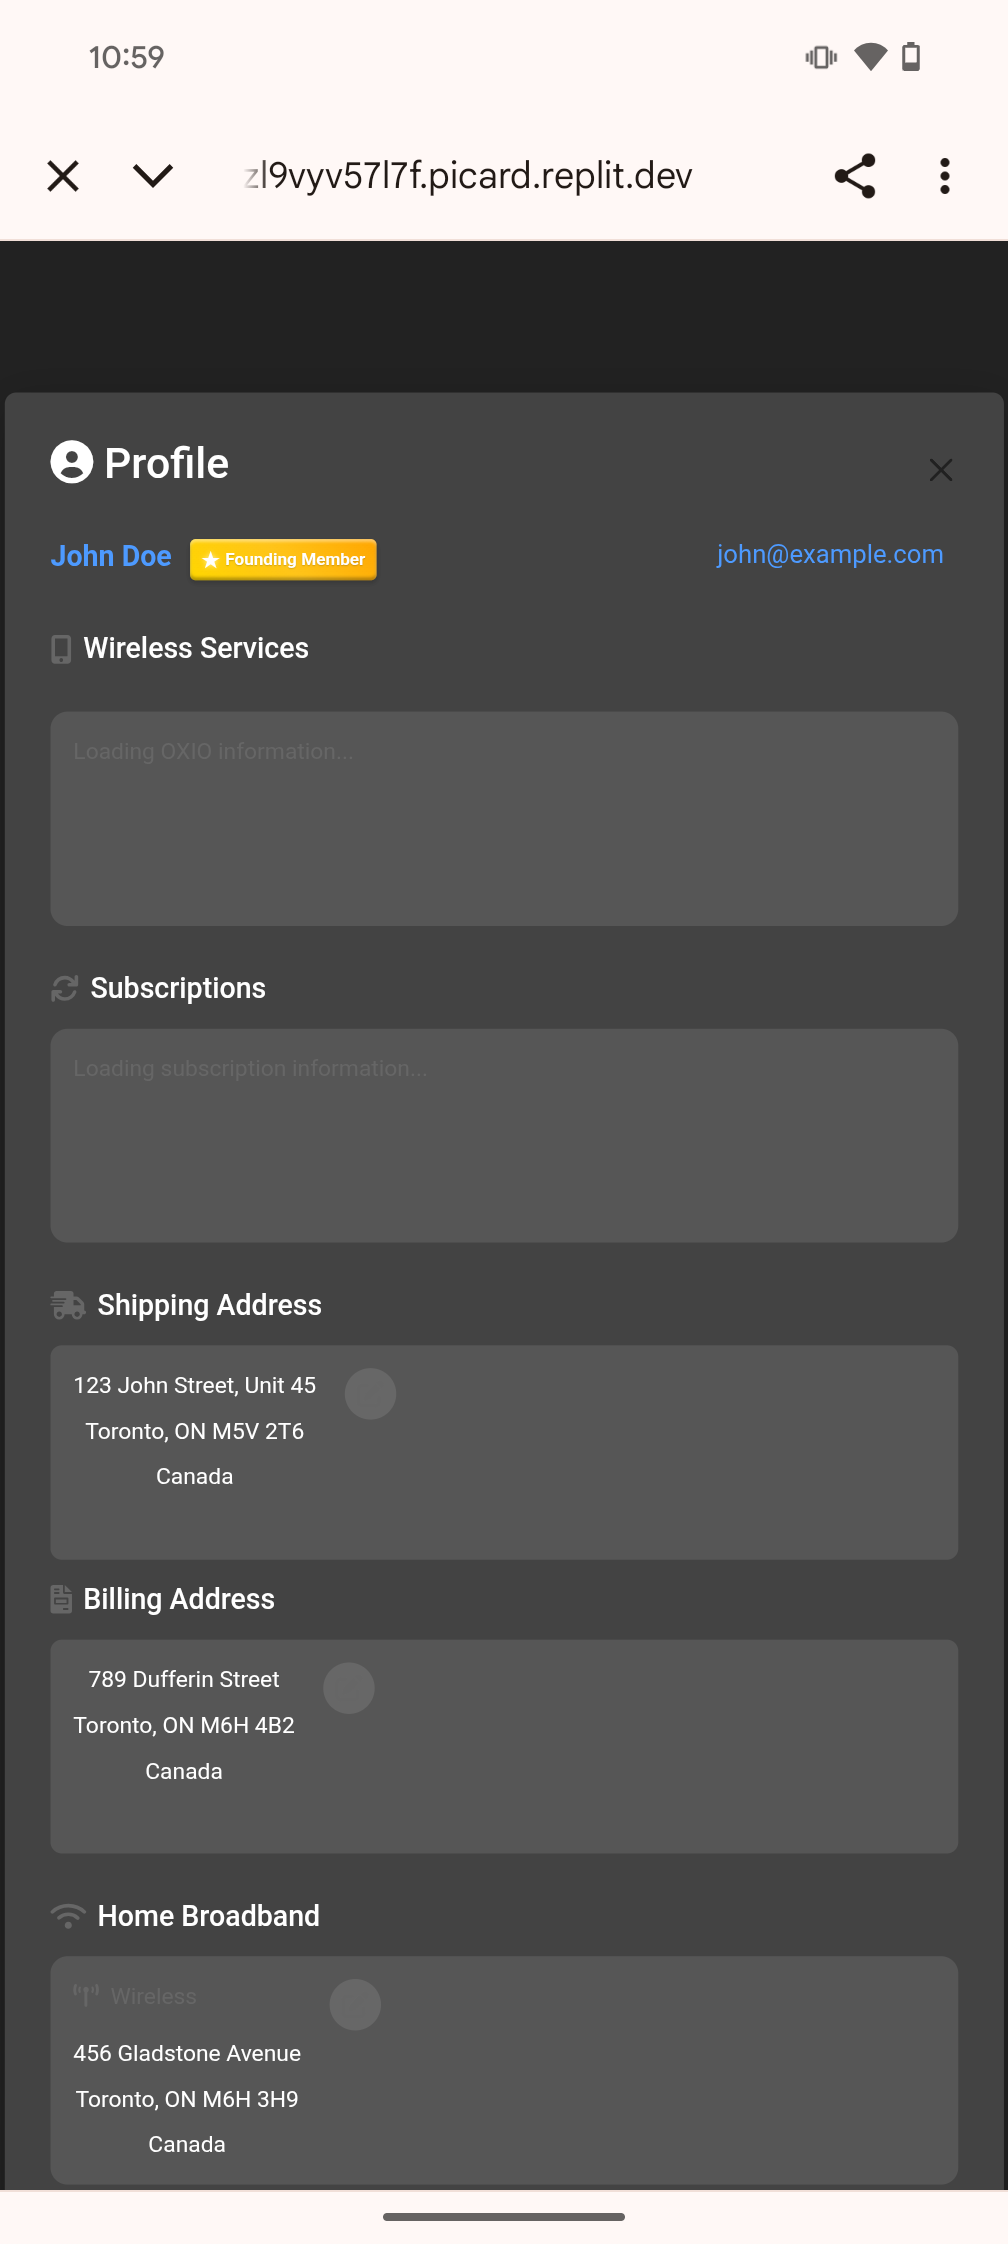 10:59
zl9vyv57l7f.picard.replit.dev
Profile
John Doe
Founding Member
john@example.com
Wireless Services
Loading OXIO information...
Subscriptions
Loading subscription information...
Shipping Address
123 John Street, Unit 45
Toronto, ON M5V 2T6
Canada
Billing Address
789 Dufferin Street
Toronto, ON M6H 4B2
Canada
Home Broadband
Wireless
456 Gladstone Avenue
Toronto, ON M6H 3H9
Canada